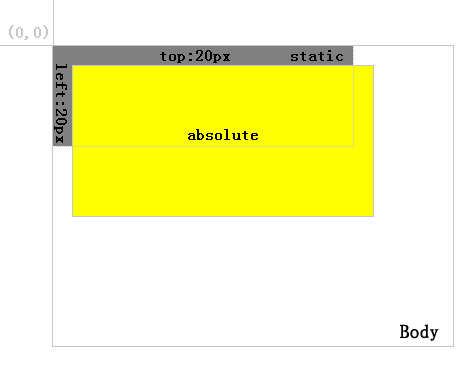 (0,0)
top:20px static
left:20px
absolute
Body